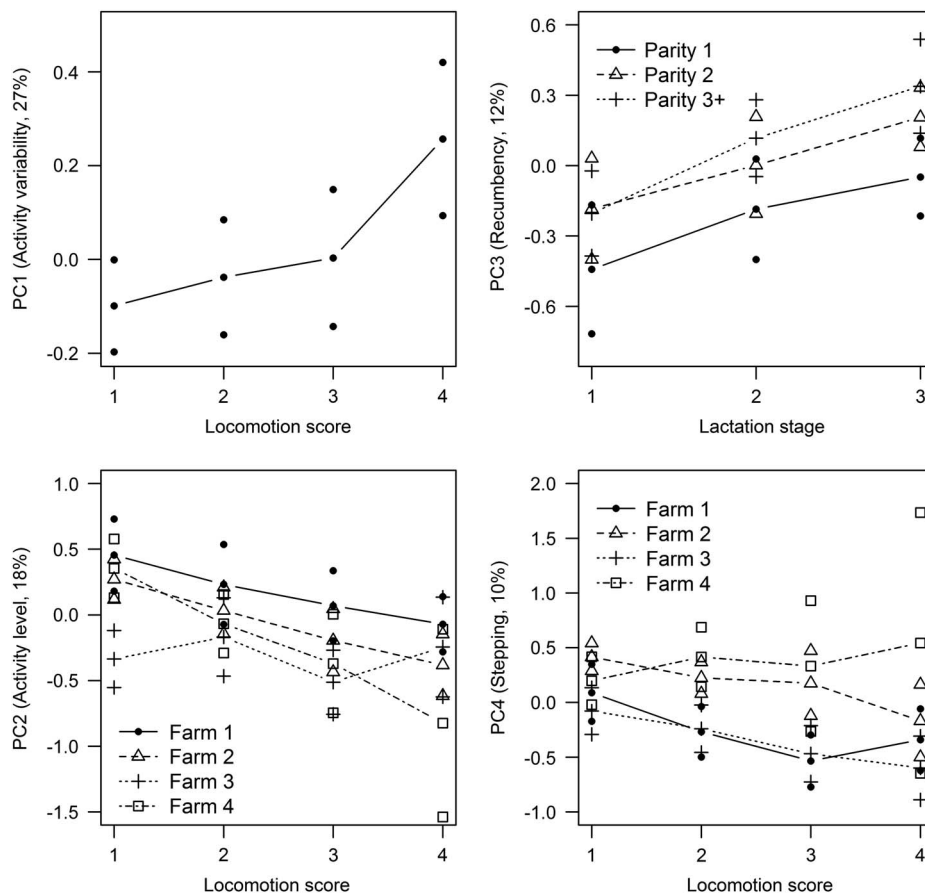 PC1 (Activity variability, 27%)
0.4
0.2
0.0
-0.2
1 2 3 4
Locomotion score
PC3 (Recumbency, 12%)
0.6
0.3
0.0
-0.3
-0.6
Parity 1
Parity 2
Parity 3+
1 2 3
Lactation stage
PC2 (Activity level, 18%)
1.0
0.5
0.0
-0.5
-1.0
-1.5
Farm 1
Farm 2
Farm 3
Farm 4
1 2 3 4
Locomotion score
PC4 (Stepping, 10%)
2.0
1.5
1.0
0.5
0.0
-0.5
-1.0
Farm 1
Farm 2
Farm 3
Farm 4
1 2 3 4
Locomotion score